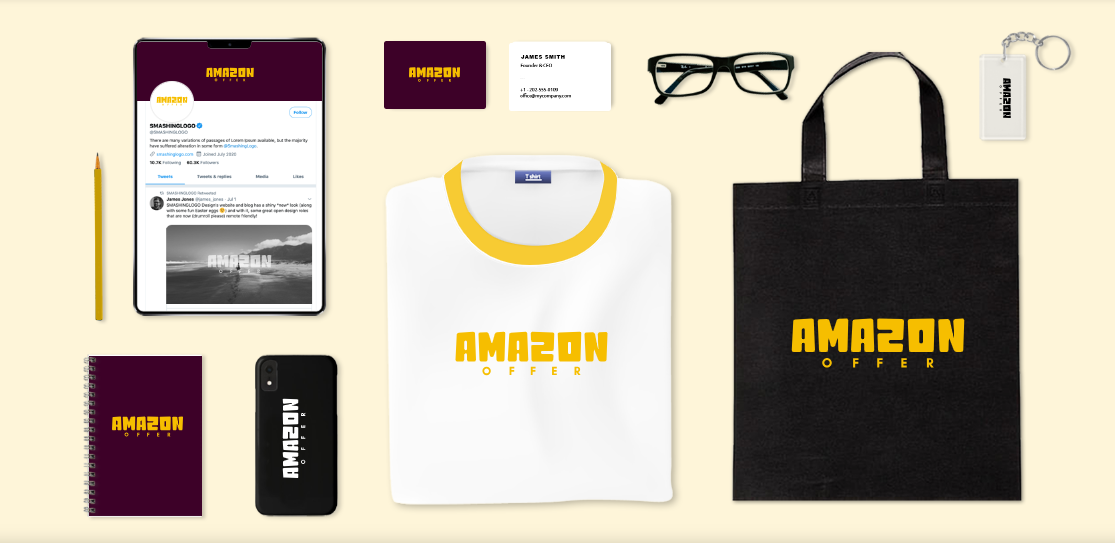 AMAZON
OFFER
AMAZON
Follow
SMASHINGLOGO
@SMASHINGLOGO
There are many variations of passages of Lorem Ipsum available, but the majority
have suffered alteration in some form @SmashingLogo.
smashinglogo.com Joined July 2020
10.7K Following 60.3K Followers
Tweets Tweets & replies Media Likes
SMASHINGLOGO Retweeted
James Jones @james_jones · Jul 1
SMASHINGLOGO Design's website and blog has a shiny *new* look (along
with some fun Easter eggs) and with it, some great open design roles
that are now (drumroll please) remote friendly!
AMAZON
OFFER
AMAZON
OFFER
JAMES SMITH
Founder & CEO
+1 - 202-555-0109
office@mycompany.com
AMAZON
T shirt
AMAZON
OFFER
AMAZON
OFFER
AMAZON
OFFER
AMAZON
OFFER